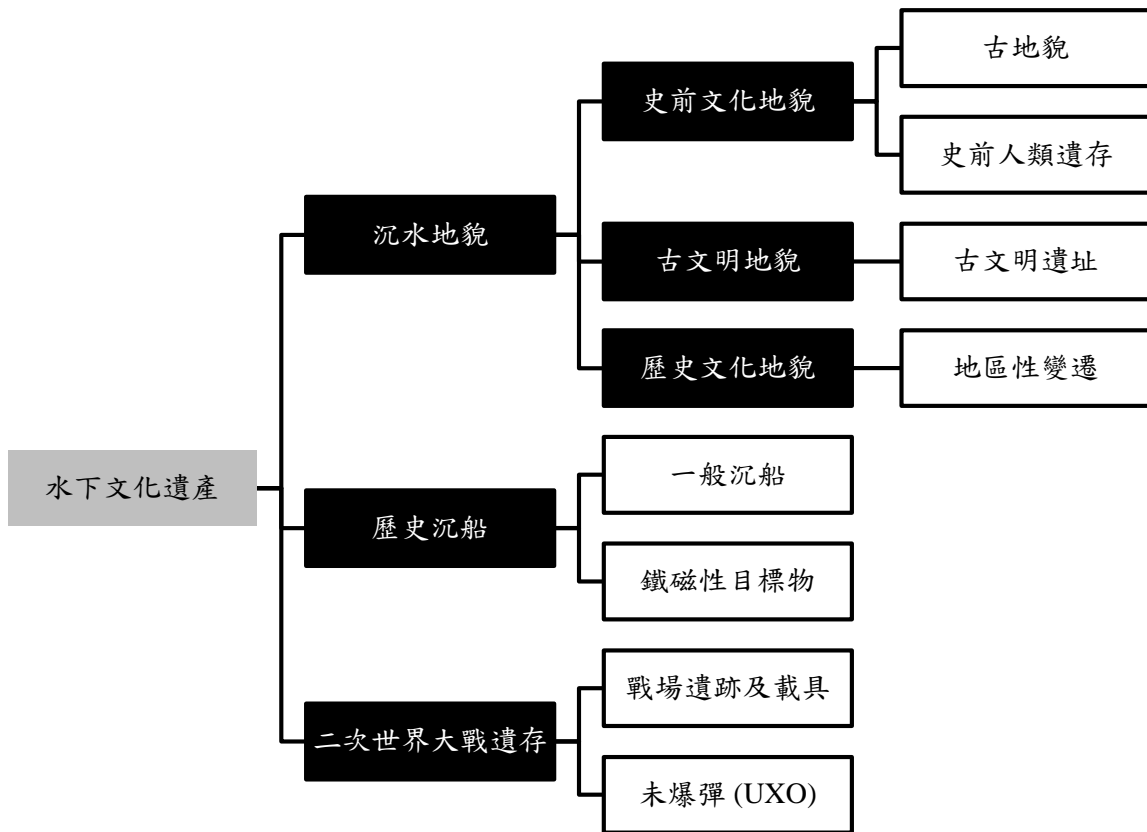 水下文化遺產
沉水地貌
史前文化地貌
古地貌
史前人類遺存
古文明地貌
古文明遺址
歷史文化地貌
地區性變遷
歷史沉船
一般沉船
鐵磁性目標物
二次世界大戰遺存
戰場遺跡及載具
未爆彈 (UXO)